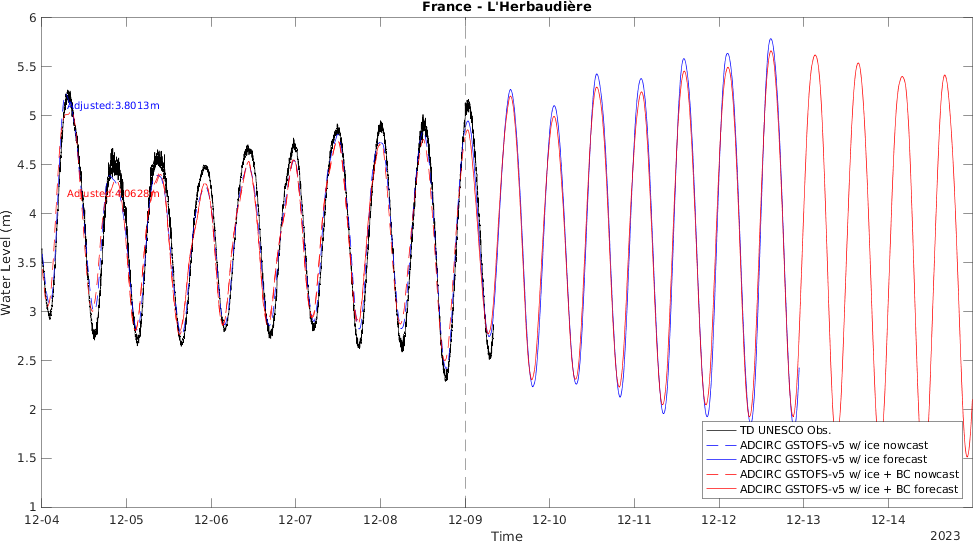 France - L'Herbaudière
6
5.5
5
4.5
4
3.5
3
2.5
2
1.5
1
Water Level (m)
Adjusted:3.8013m
Adjusted:4.0628m
TD UNESCO Obs.
ADCIRC GSTOFS-v5 w/ ice nowcast
ADCIRC GSTOFS-v5 w/ ice forecast
ADCIRC GSTOFS-v5 w/ ice + BC nowcast
ADCIRC GSTOFS-v5 w/ ice + BC forecast
12-04 12-05 12-06 12-07 12-08 12-09 12-10 12-11 12-12 12-13 12-14
Time
2023